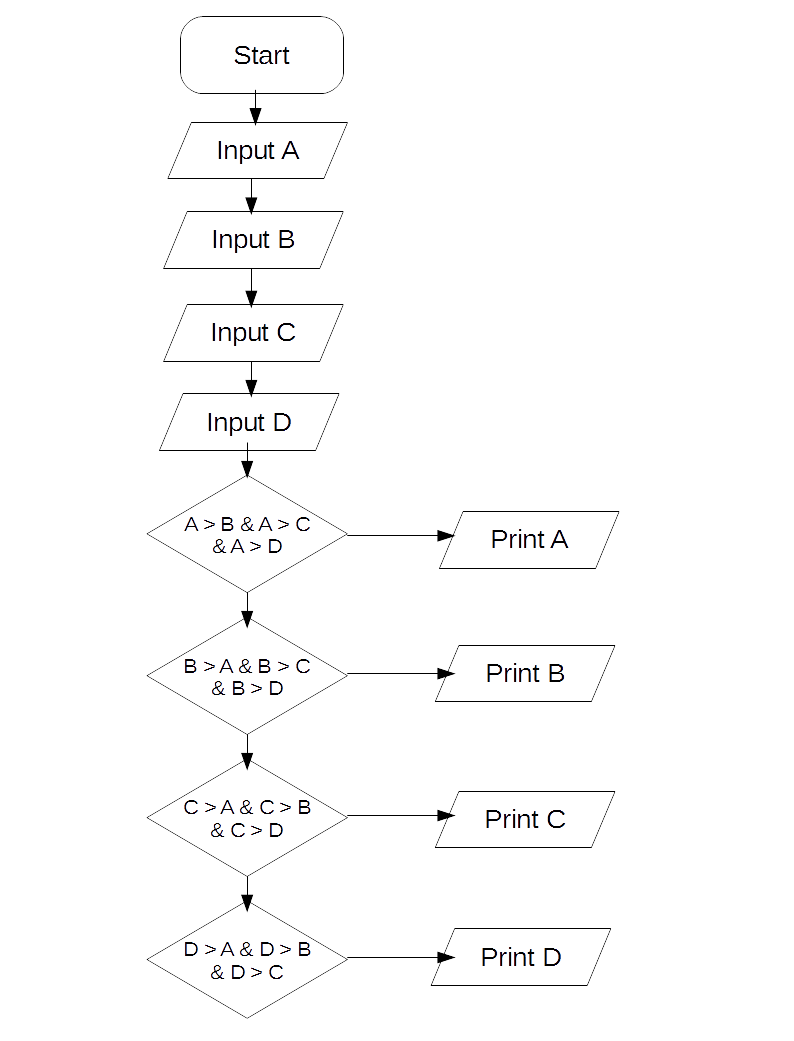 Start
Input A
Input B
Input C
Input D
A > B & A > C
& A > D
Print A
B > A & B > C
& B > D
Print B
C > A & C > B
& C > D
Print C
D > A & D > B
& D > C
Print D